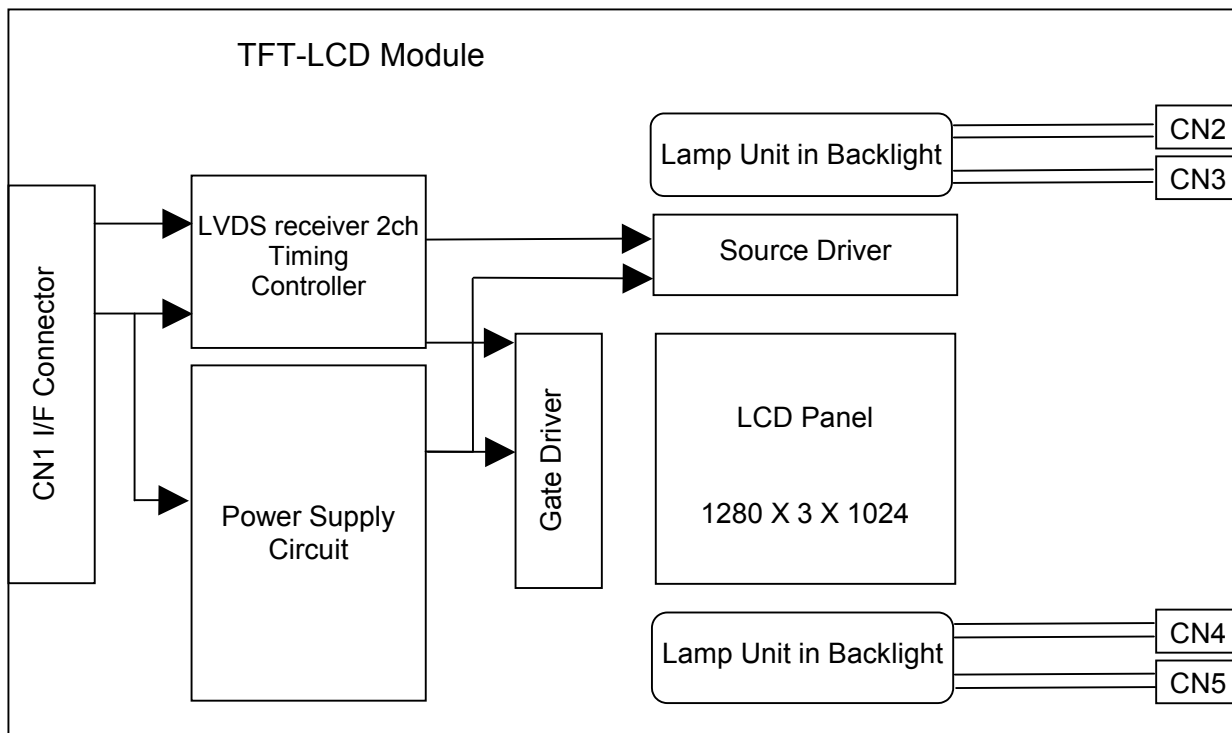 TFT-LCD Module
CN1 I/F Connector
LVDS receiver 2ch
Timing
Controller
Power Supply
Circuit
Gate Driver
Lamp Unit in Backlight
CN2
CN3
Source Driver
LCD Panel
1280 X 3 X 1024
Lamp Unit in Backlight
CN4
CN5